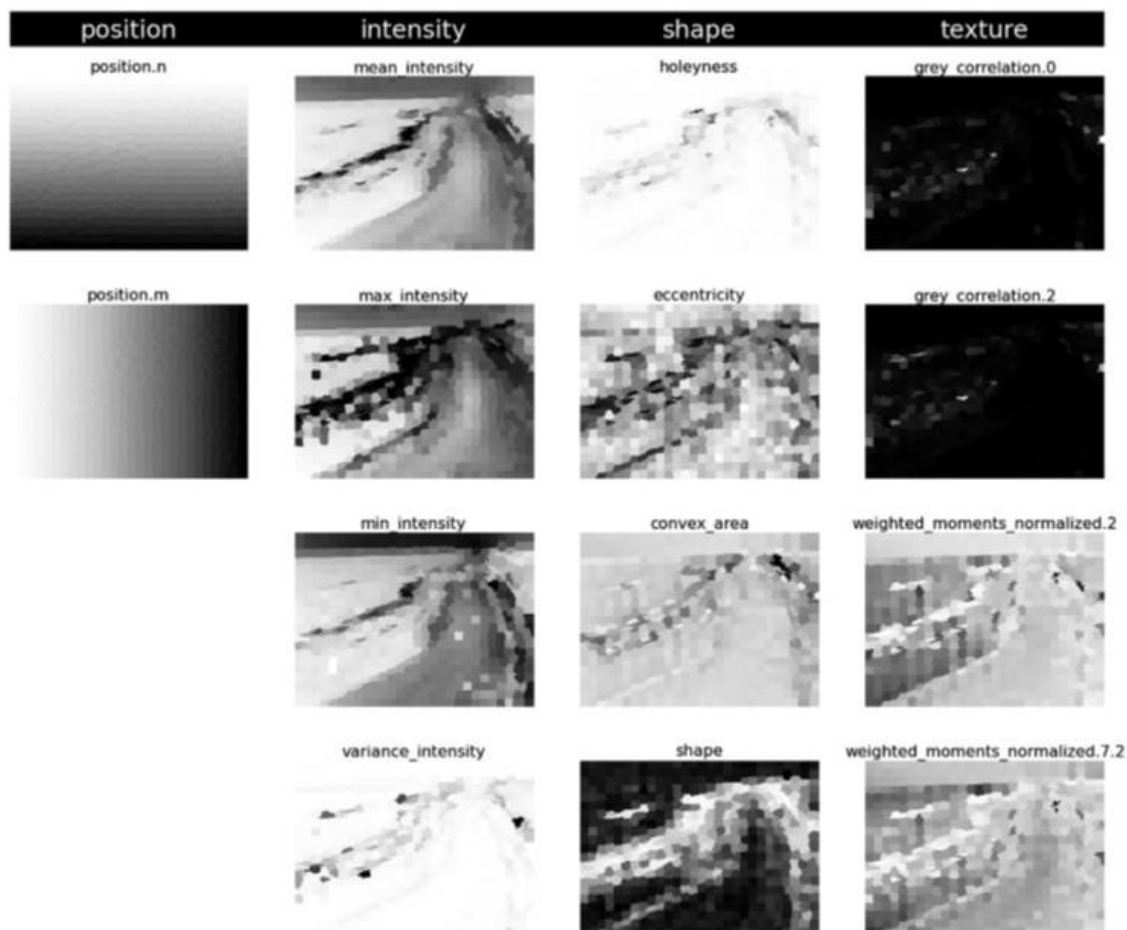 position intensity shape texture
position.n mean_intensity holeyness grey_correlation.0
position.m max_intensity eccentricity grey_correlation.2
min_intensity convex_area weighted_moments_normalized.2
variance_intensity shape weighted_moments_normalized.7.2